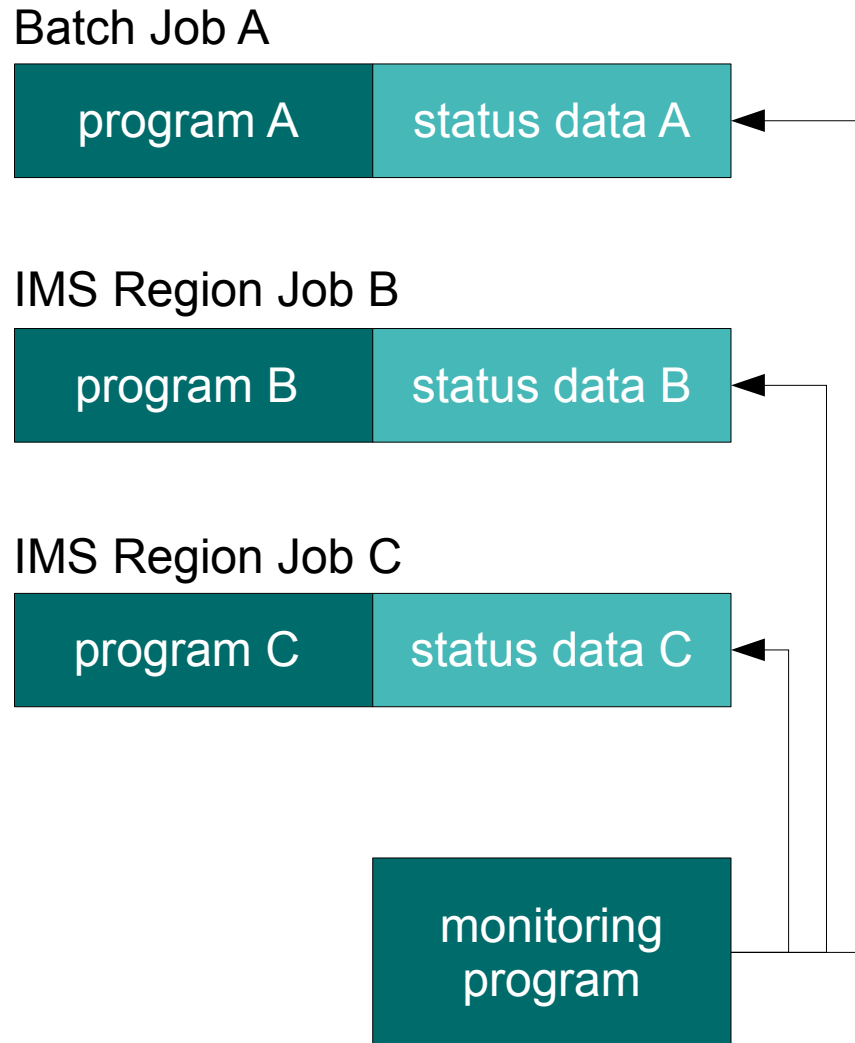 Batch Job A
program A
status data A
IMS Region Job B
program B
status data B
IMS Region Job C
program C
status data C
monitoring
program